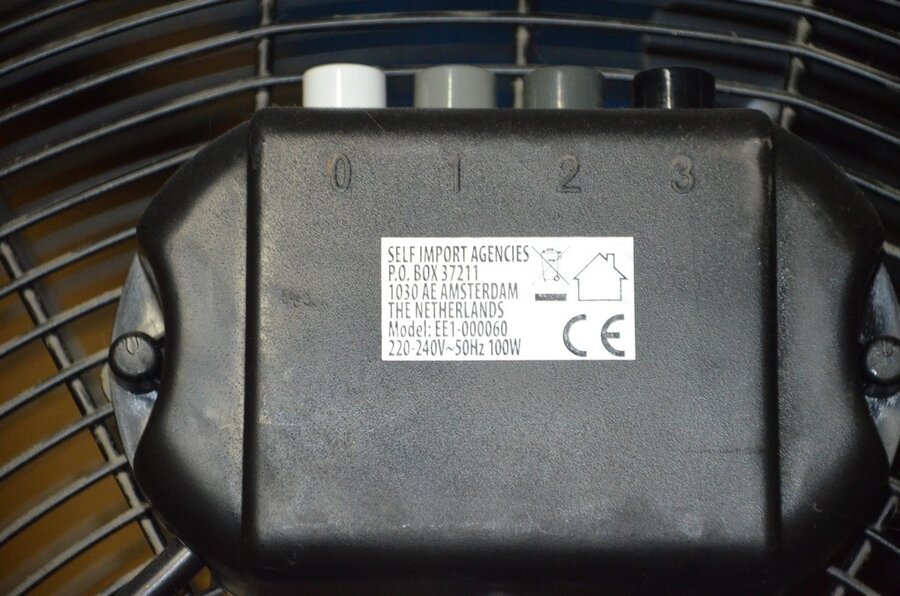 0 1 2 3
SELF IMPORT AGENCIES
P.O. BOX 37211
1030 AE AMSTERDAM
THE NETHERLANDS
Model: EE1-000060
220-240V~50Hz 100W
CE